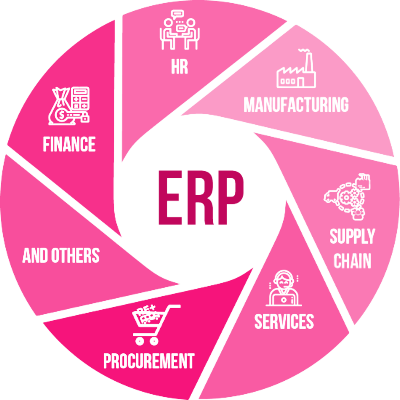 HR
MANUFACTURING
FINANCE
ERP
SUPPLY
CHAIN
AND OTHERS
SERVICES
PROCUREMENT